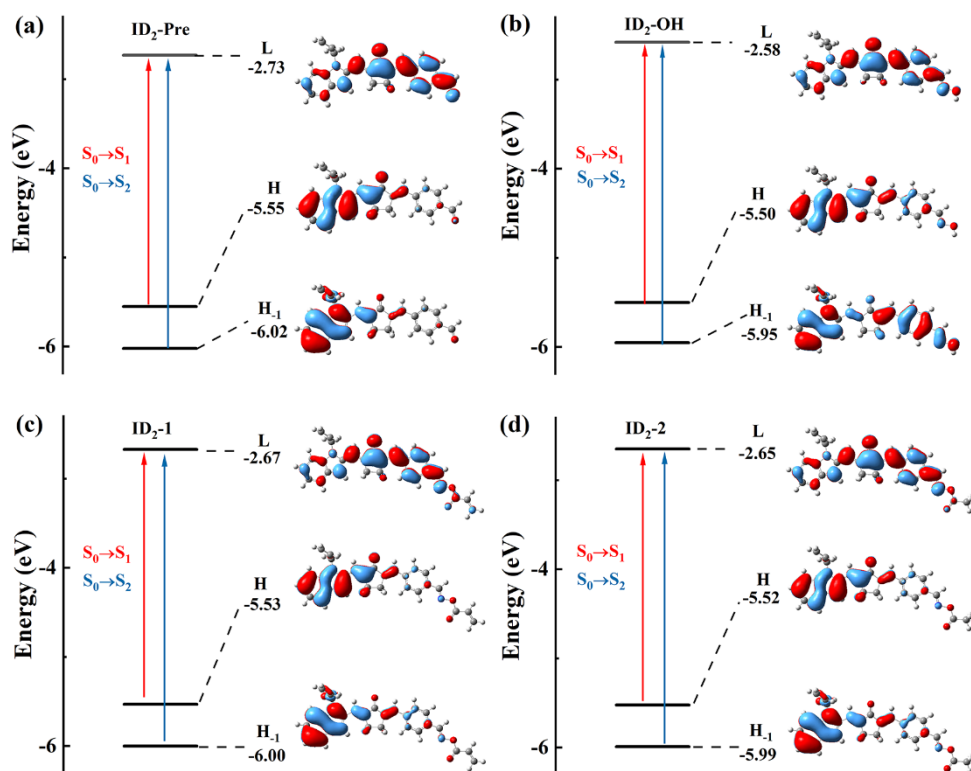 (a)
ID₂-Pre
L
-2.73
-4
S₀→S₁
S₀→S₂
H
-5.55
H₋₁
-6.02
-6
Energy (eV)
(b)
ID₂-OH
L
-2.58
-4
S₀→S₁
S₀→S₂
H
-5.50
H₋₁
-5.95
-6
Energy (eV)
(c)
ID₂-1
L
-2.67
-4
S₀→S₁
S₀→S₂
H
-5.53
H₋₁
-6.00
-6
Energy (eV)
(d)
ID₂-2
L
-2.65
-4
S₀→S₁
S₀→S₂
H
-5.52
H₋₁
-5.99
-6
Energy (eV)